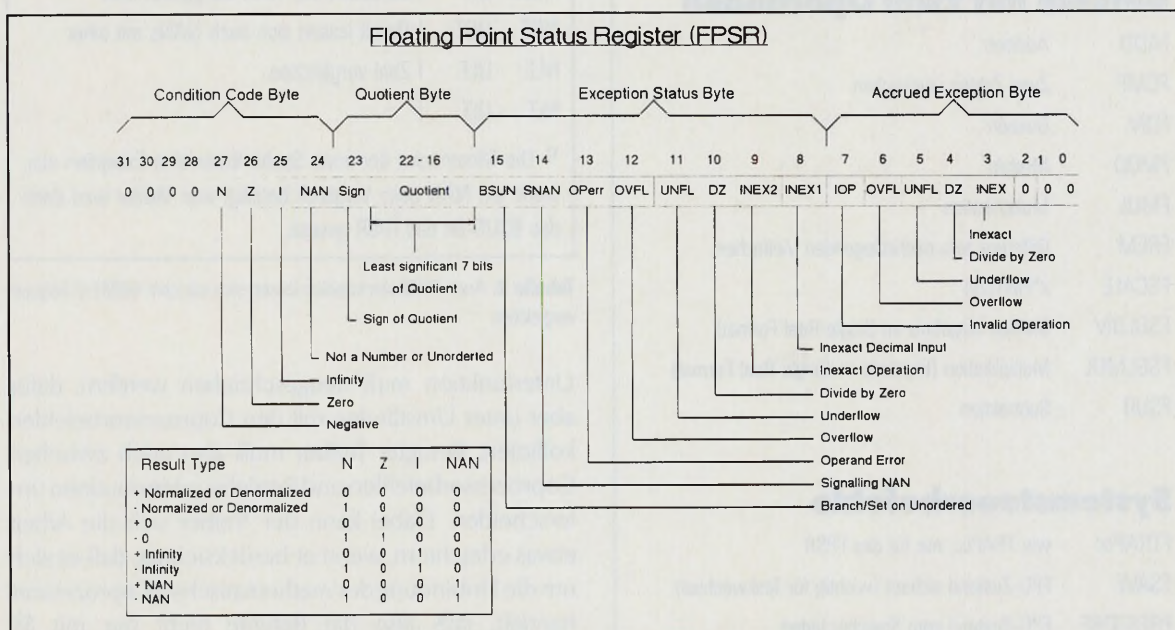 Floating Point Status Register (FPSR)
Condition Code Byte Quotient Byte Exception Status Byte Accrued Exception Byte
31 30 29 28 27 26 25 24 23 22 - 16 15 14 13 12 11 10 9 8 7 6 5 4 3 2 0
0 0 0 0 N Z I NAN Sign Quotient BSUN SNAN OPerr OVFL UNFL DZ INEX2 INEX1 IOP OVFL UNFL DZ INEX 0 0 0
Least significant 7 bits
of Quotient
Sign of Quotient
Not a Number or Unordered
Infinity
Zero
Negative
Inexact
Divide by Zero
Underflow
Overflow
Invalid Operation
Inexact Decimal Input
Inexact Operation
Divide by Zero
Underflow
Overflow
Operand Error
Signalling NAN
Branch/Set on Unordered
Result Type N Z I NAN
+ Normalized or Denormalized 0 0 0 0
- Normalized or Denormalized 1 0 0 0
+ 0 0 1 0 0
- 0 1 1 0 0
+ Infinity 0 0 1 0
- Infinity 1 0 1 0
+ NAN 0 0 0 1
- NAN 1 0 0 1